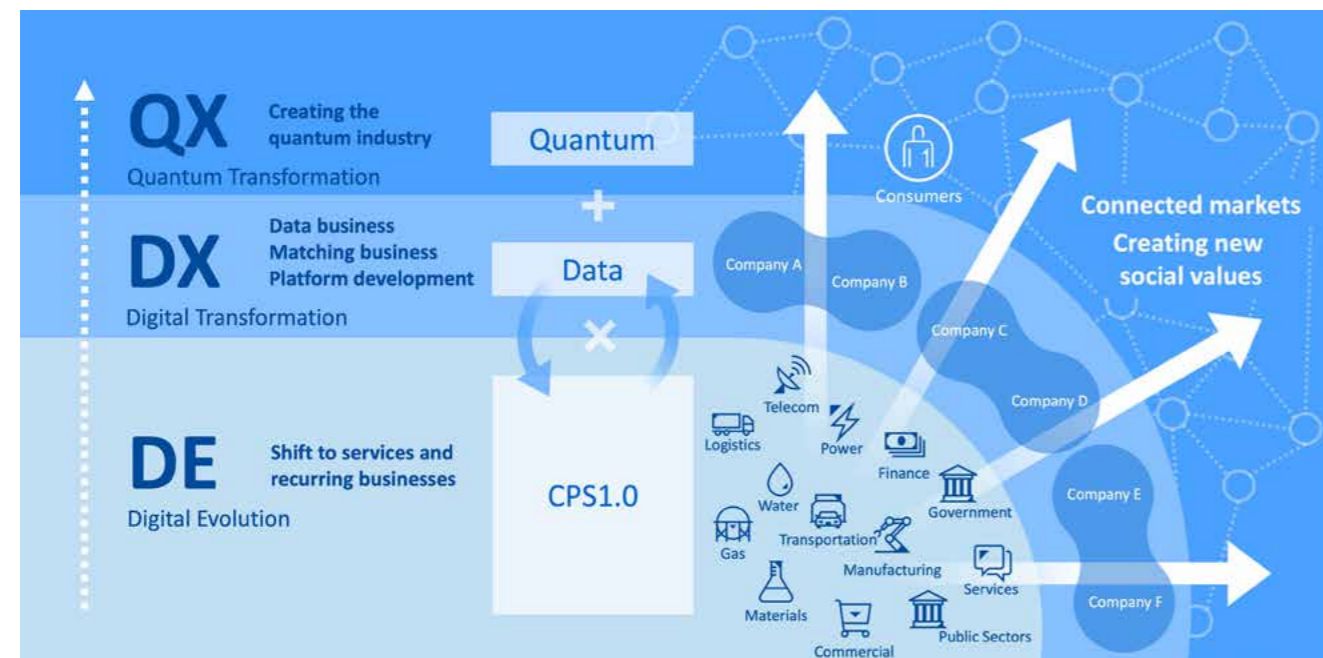 QX
Creating the
quantum industry
Quantum Transformation
Quantum
+
DX
Data business
Matching business
Platform development
Digital Transformation
Data
×
DE
Shift to services and
recurring businesses
Digital Evolution
CPS1.0
Consumers
Connected markets
Creating new
social values
Company A
Company B
Company C
Company D
Company E
Company F
Telecom
Logistics
Power
Finance
Water
Government
Transportation
Gas
Manufacturing
Services
Materials
Public Sectors
Commercial